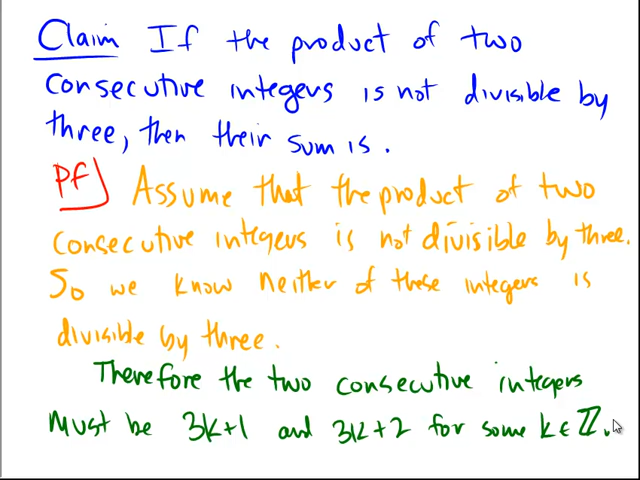 Claim If the product of two
consecutive integers is not divisible by
three, then their sum is.
Pf Assume that the product of two
consecutive integers is not divisible by three.
So we know neither of these integers is
divisible by three.
Therefore the two consecutive integers
must be 3k+1 and 3k+2 for some k∈ℤ.